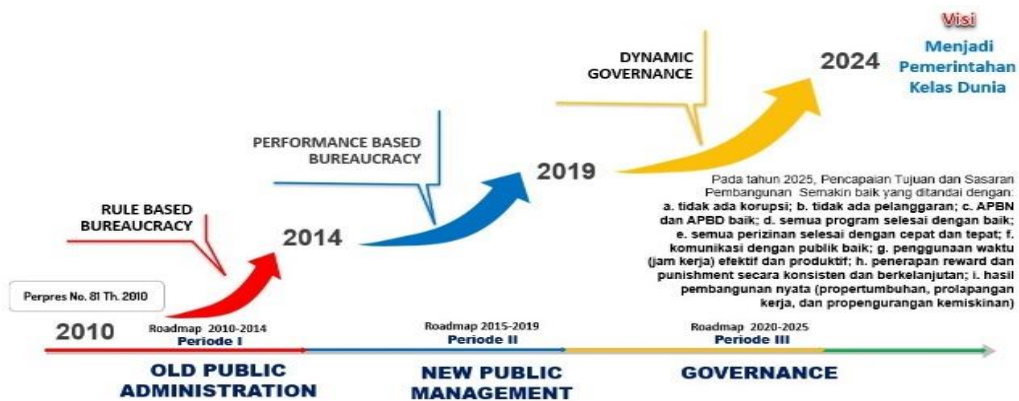 Visi
Menjadi
Pemerintahan
Kelas Dunia
2024
DYNAMIC
GOVERNANCE
PERFORMANCE BASED
BUREAUCRACY
2019
Pada tahun 2025, Pencapaian Tujuan dan Sasaran
Pembangunan Semakin baik yang ditandai dengan:
a. tidak ada korupsi; b. tidak ada pelanggaran; c. APBN
dan APBD baik; d. semua program selesai dengan baik;
e. semua perizinan selesai dengan cepat dan tepat; f.
komunikasi dengan publik baik; g. penggunaan waktu
(jam kerja) efektif dan produktif; h. penerapan reward dan
punishment secara konsisten dan berkelanjutan; i. hasil
pembangunan nyata (propertumbuhan, prolapangan
kerja, dan propengurangan kemiskinan)
RULE BASED
BUREAUCRACY
2014
Perpres No. 81 Th. 2010
2010
Roadmap 2010-2014
Periode I
Roadmap 2015-2019
Periode II
Roadmap 2020-2025
Periode III
OLD PUBLIC
ADMINISTRATION
NEW PUBLIC
MANAGEMENT
GOVERNANCE